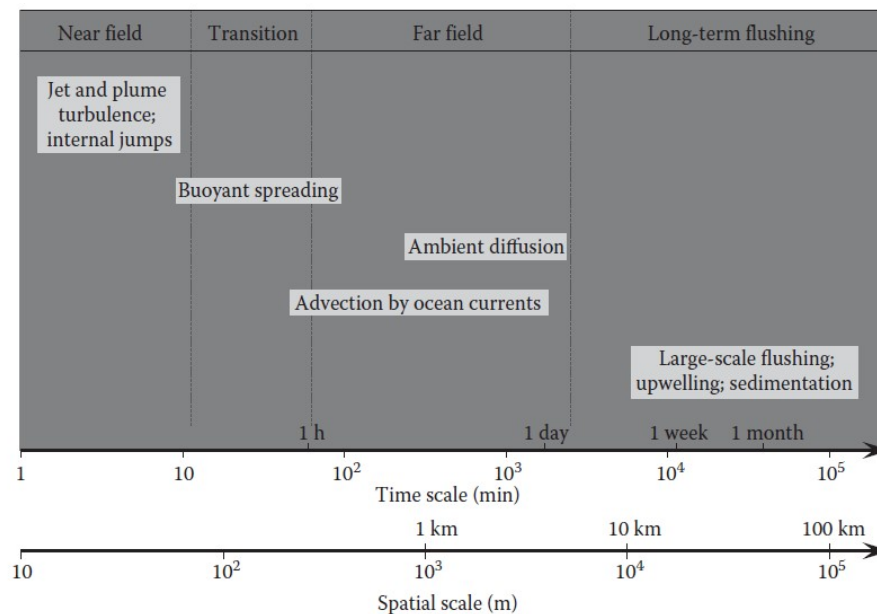 Near field Transition Far field Long-term flushing
Jet and plume
turbulence;
internal jumps
Buoyant spreading
Ambient diffusion
Advection by ocean currents
Large-scale flushing;
upwelling; sedimentation
1 h 1 day 1 week 1 month
1 10 10² 10³ 10⁴ 10⁵
Time scale (min)
1 km 10 km 100 km
10 10² 10³ 10⁴ 10⁵
Spatial scale (m)